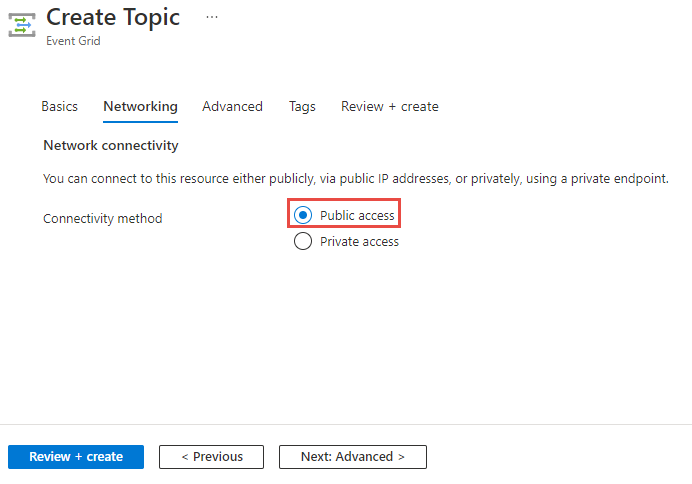 Create Topic ...
Event Grid
Basics Networking Advanced Tags Review + create
Network connectivity
You can connect to this resource either publicly, via public IP addresses, or privately, using a private endpoint.
Connectivity method Public access
Private access
Review + create < Previous Next: Advanced >